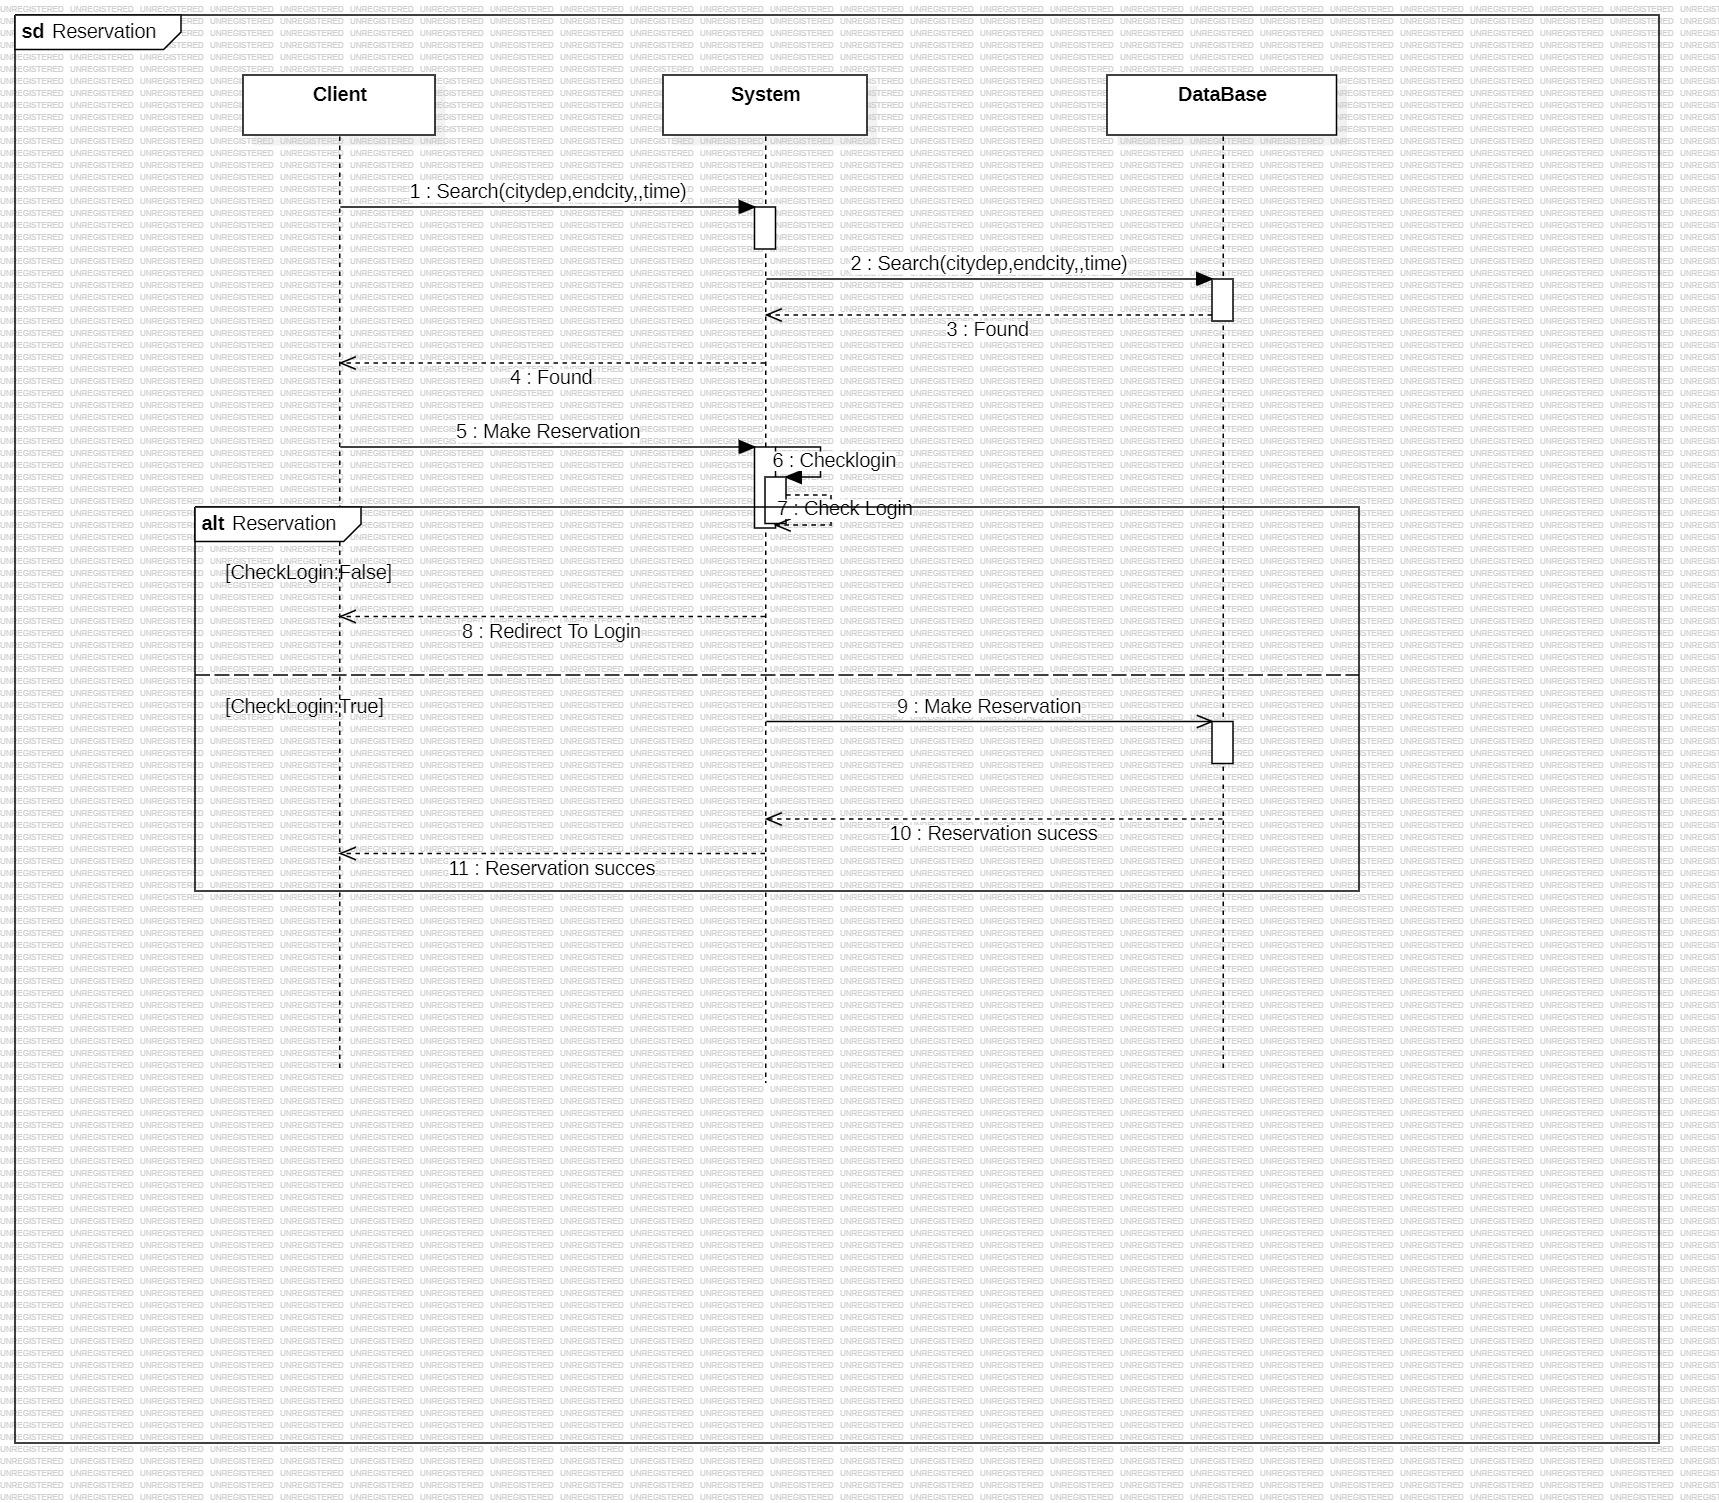 sd Reservation
Client
System
DataBase
1 : Search(citydep,endcity,,time)
2 : Search(citydep,endcity,,time)
3 : Found
4 : Found
5 : Make Reservation
6 : Checklogin
7 : Check Login
alt Reservation
[CheckLogin:False]
8 : Redirect To Login
[CheckLogin:True]
9 : Make Reservation
10 : Reservation sucess
11 : Reservation succes
UNREGISTERED